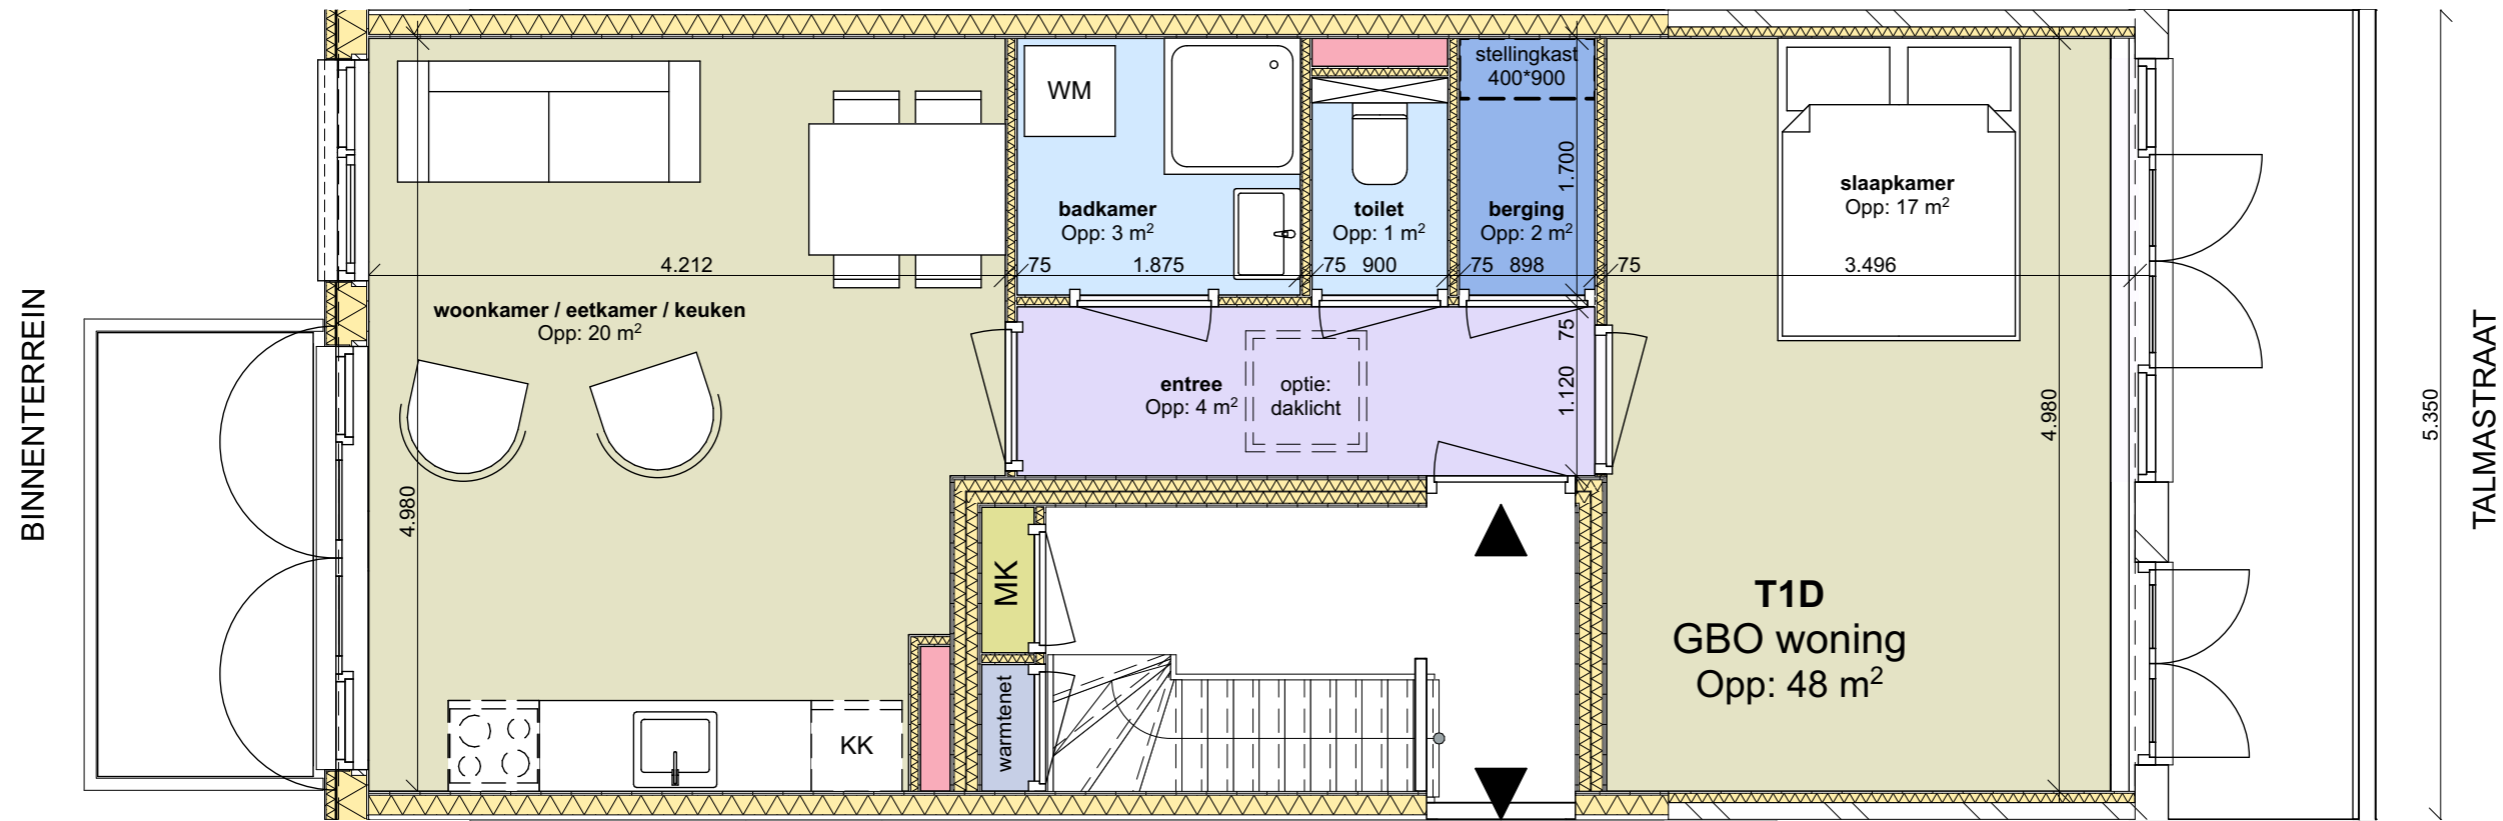 stellingkast
400*900
WM
1.700
slaapkamer
Opp: 17 m²
badkamer
Opp: 3 m²
toilet
Opp: 1 m²
berging
Opp: 2 m²
4.212
75
1.875
75
900
75
898
75
3.496
woonkamer / eetkamer / keuken
Opp: 20 m²
75
entree
Opp: 4 m²
optie:
daklicht
1.120
4.980
4.980
5.350
BINNENTERREIN
TALMASTRAAT
MK
T1D
GBO woning
Opp: 48 m²
warmtenet
KK